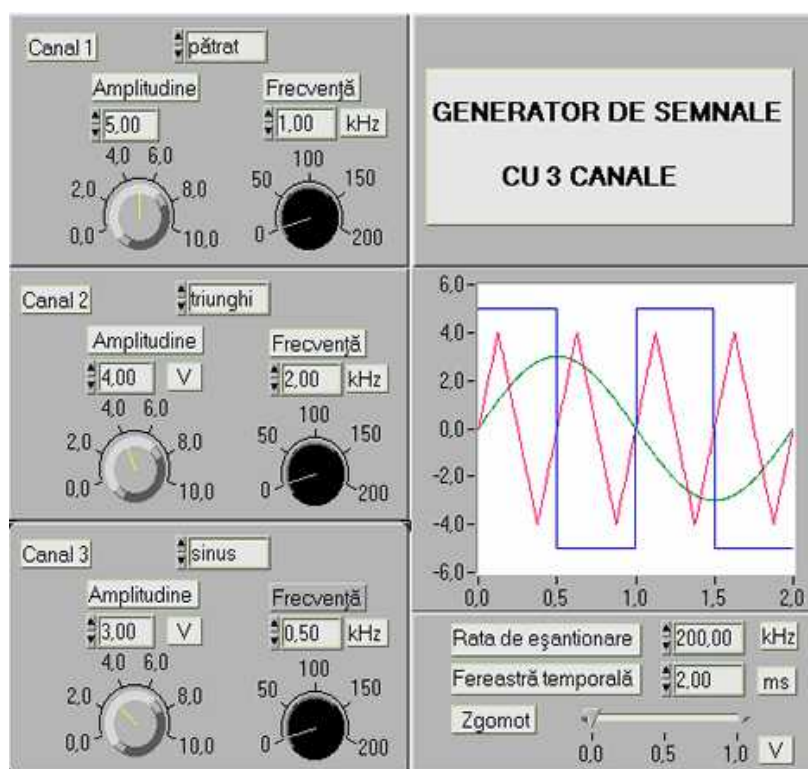 Canal 1
pătrat
Amplitudine
Frecvenţă
5,00
1,00 kHz
0,0 2,0 4,0 6,0 8,0 10,0
0 50 100 150 200
GENERATOR DE SEMNALE
CU 3 CANALE
Canal 2
triunghi
Amplitudine
Frecvenţă
4,00 V
2,00 kHz
0,0 2,0 4,0 6,0 8,0 10,0
0 50 100 150 200
Canal 3
sinus
Amplitudine
Frecvenţă
3,00 V
0,50 kHz
0,0 2,0 4,0 6,0 8,0 10,0
0 50 100 150 200
6,0
4,0
2,0
0,0
-2,0
-4,0
-6,0
0,0 0,5 1,0 1,5 2,0
Rata de eşantionare 200,00 kHz
Fereastră temporală 2,00 ms
Zgomot
0,0 0,5 1,0 V